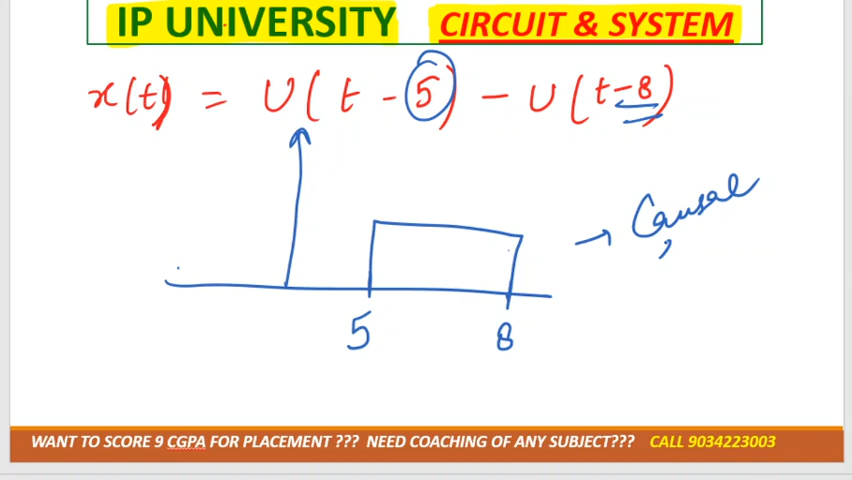 IP UNIVERSITY CIRCUIT & SYSTEM
x(t) = U(t - 5) - U(t-8)
→ Causal
5 8
WANT TO SCORE 9 CGPA FOR PLACEMENT ??? NEED COACHING OF ANY SUBJECT??? CALL 9034223003